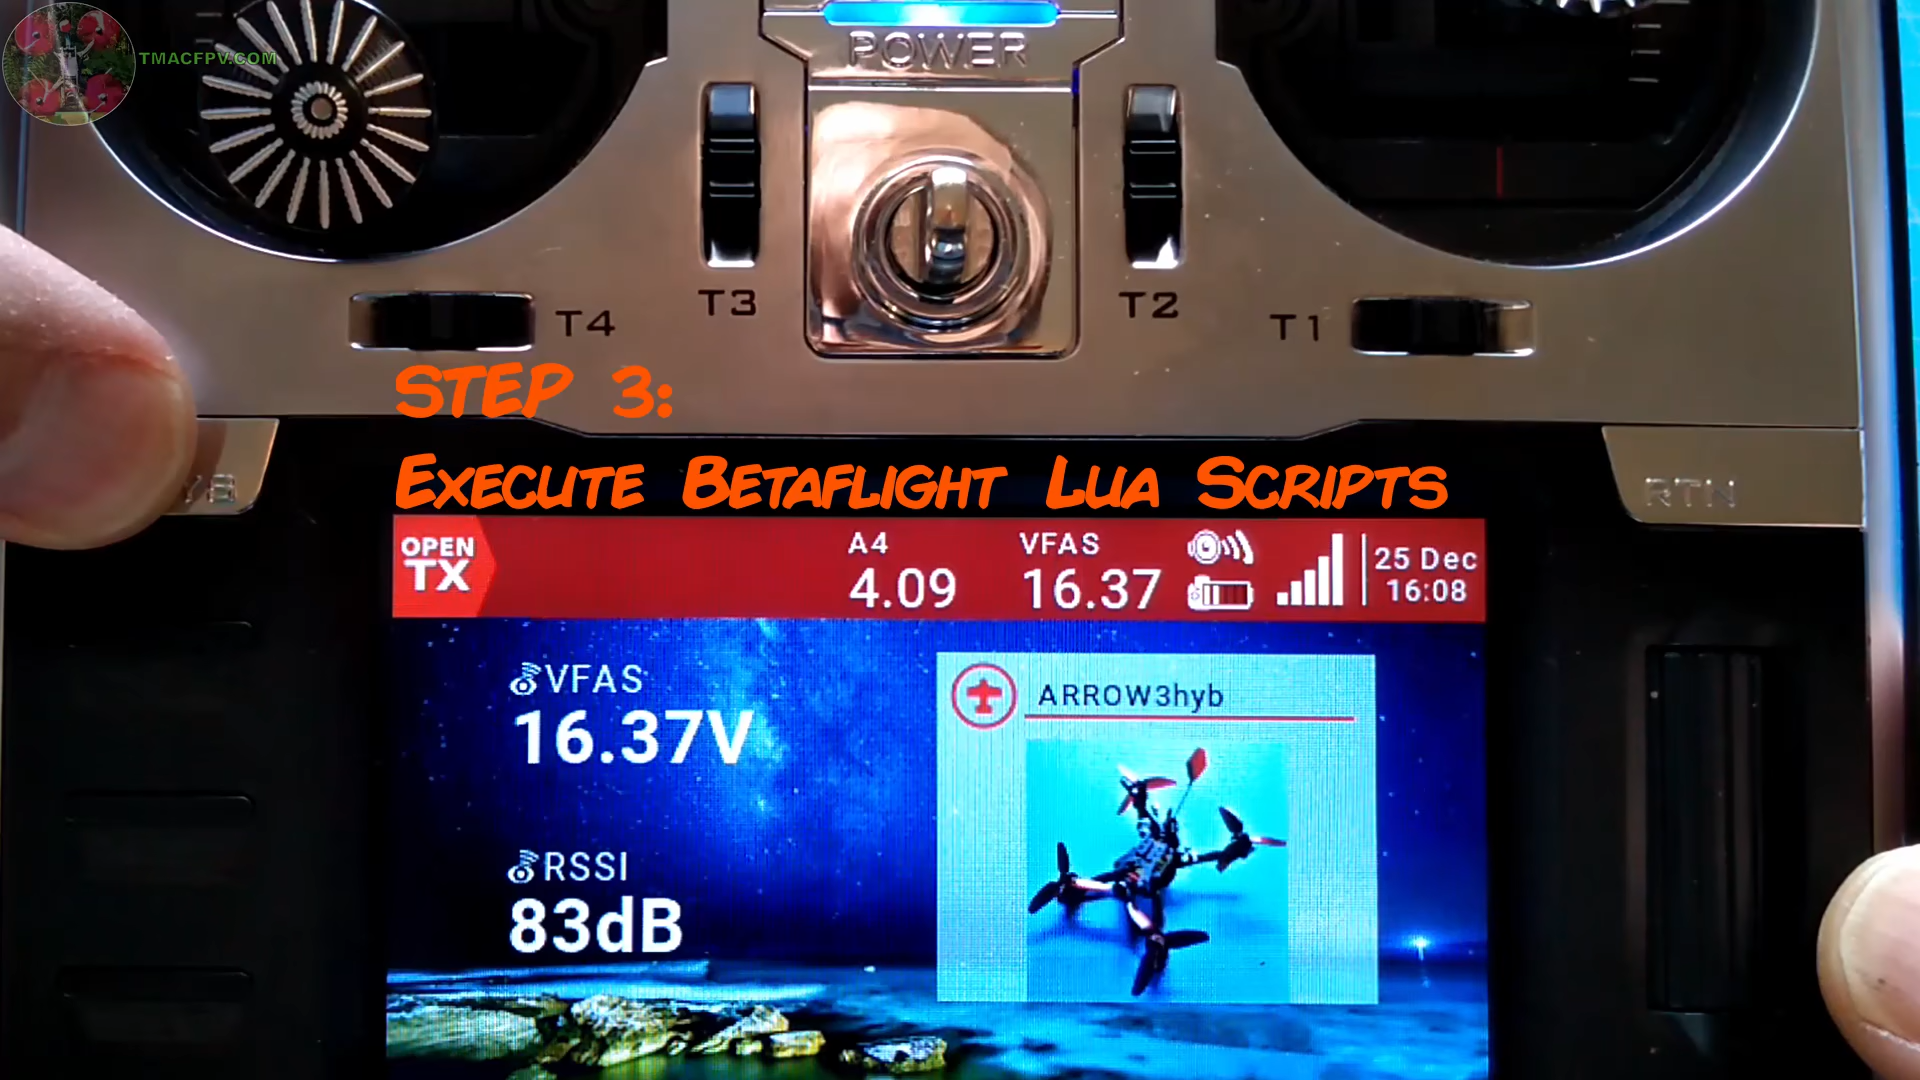 TMACFPV.COM
POWER
T3
T2
T4
T1
STEP 3:
EXECUTE BETAFLIGHT LUA SCRIPTS
RTN
OPEN
TX
A4
4.09
VFAS
16.37
25 Dec
16:08
VFAS
16.37V
ARROW3hyb
RSSI
83dB